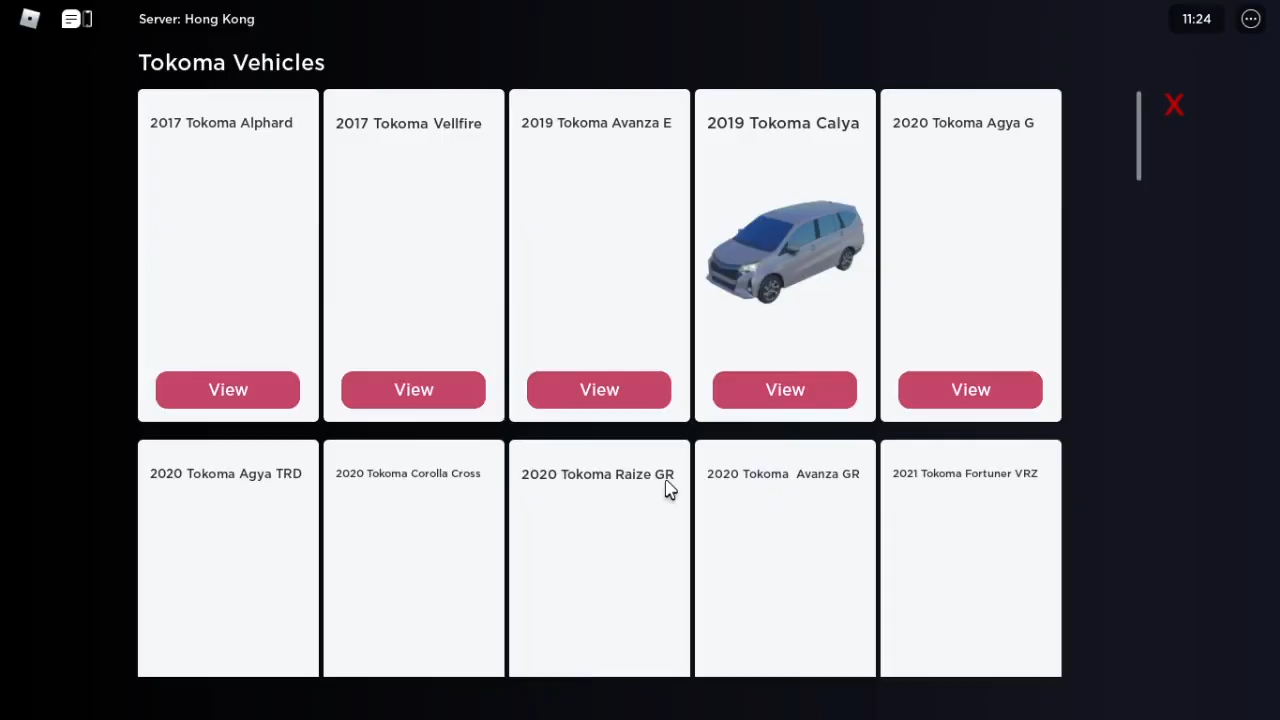 Server: Hong Kong
11:24
Tokoma Vehicles
X
2017 Tokoma Alphard
2017 Tokoma Vellfire
2019 Tokoma Avanza E
2019 Tokoma Calya
2020 Tokoma Agya G
View
View
View
View
View
2020 Tokoma Agya TRD
2020 Tokoma Corolla Cross
2020 Tokoma Raize GR
2020 Tokoma  Avanza GR
2021 Tokoma Fortuner VRZ